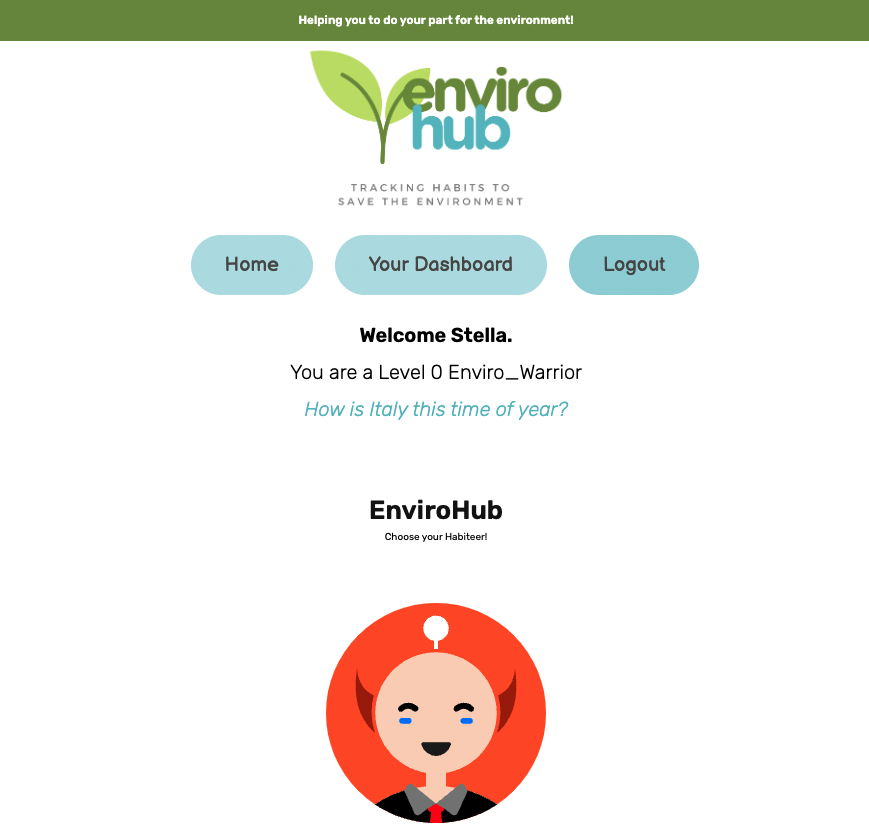 Helping you to do your part for the environment!
enviro
hub
TRACKING HABITS TO
SAVE THE ENVIRONMENT
Home Your Dashboard Logout
Welcome Stella.
You are a Level 0 Enviro_Warrior
How is Italy this time of year?
EnviroHub
Choose your Habiteer!